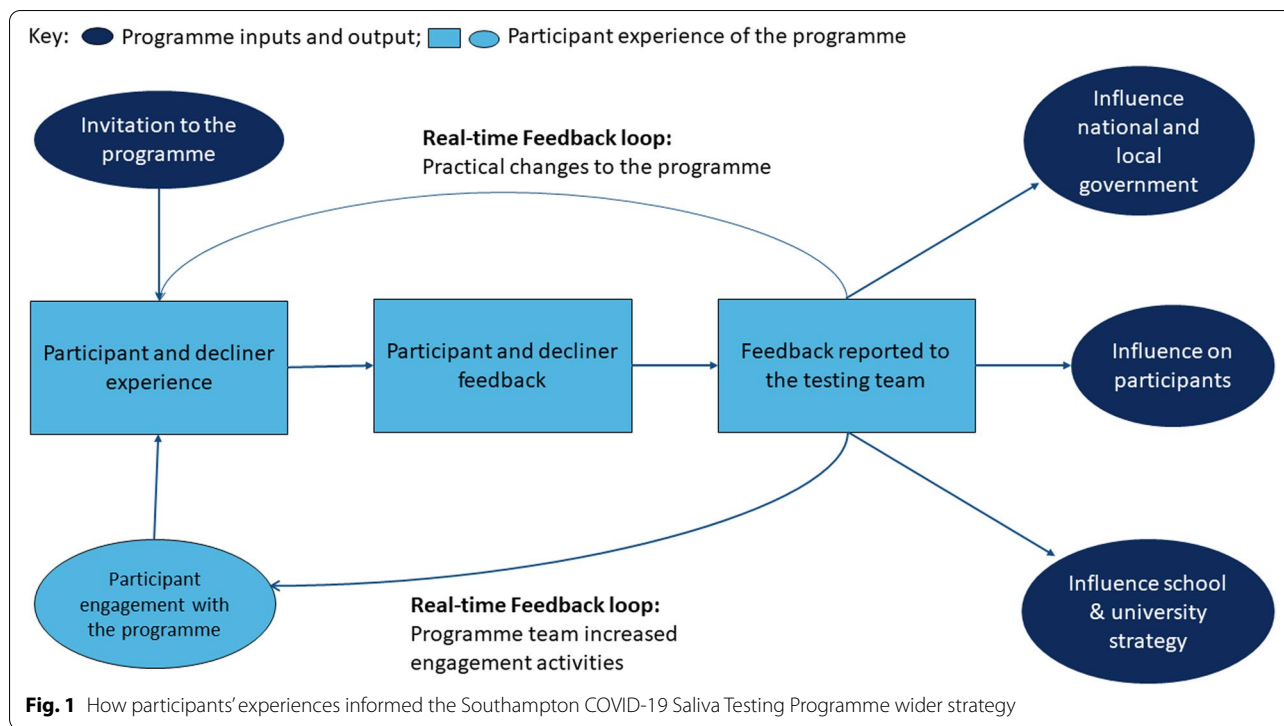 Key: Programme inputs and output; Participant experience of the programme
Invitation to the
programme
Real-time Feedback loop:
Practical changes to the programme
Influence
national and
local
government
Participant and decliner
experience
Participant and decliner
feedback
Feedback reported to
the testing team
Influence on
participants
Participant
engagement with
the programme
Real-time Feedback loop:
Programme team increased
engagement activities
Influence school
& university
strategy
Fig. 1 How participants' experiences informed the Southampton COVID-19 Saliva Testing Programme wider strategy